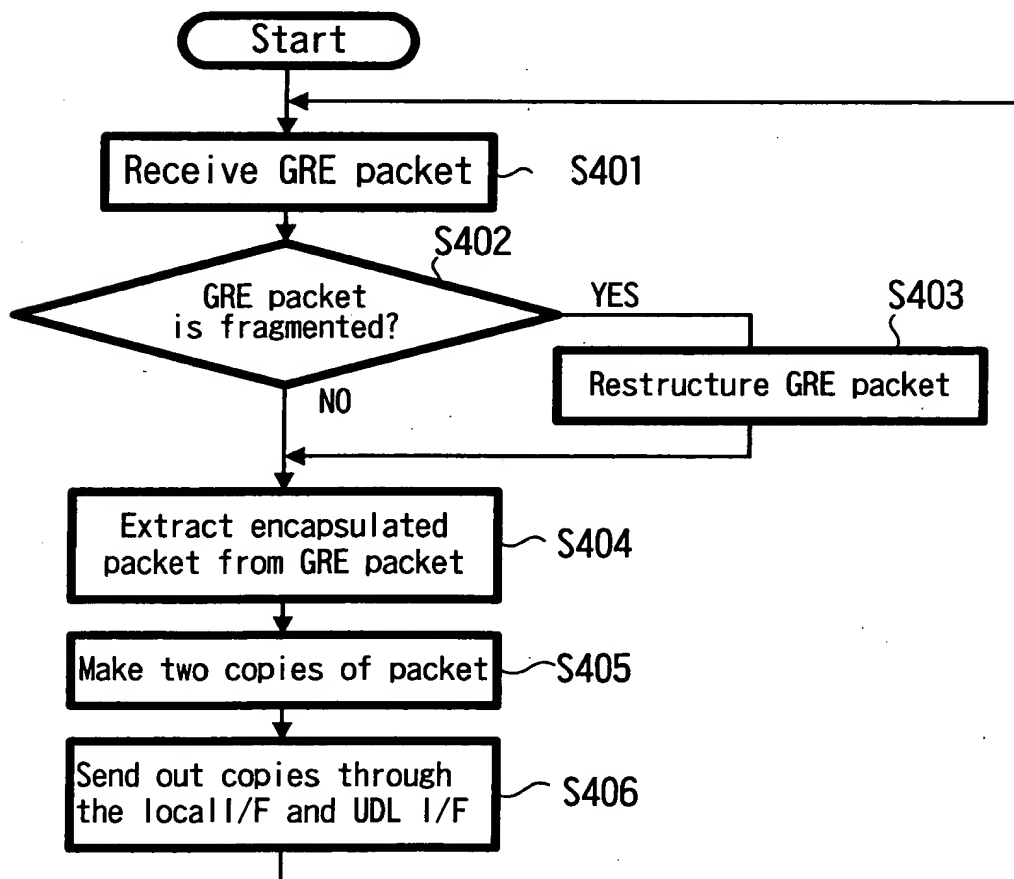 Start
Receive GRE packet
S401
S402
GRE packet
is fragmented?
YES
S403
Restructure GRE packet
NO
Extract encapsulated
packet from GRE packet
S404
Make two copies of packet
S405
Send out copies through
the localI/F and UDL I/F
S406